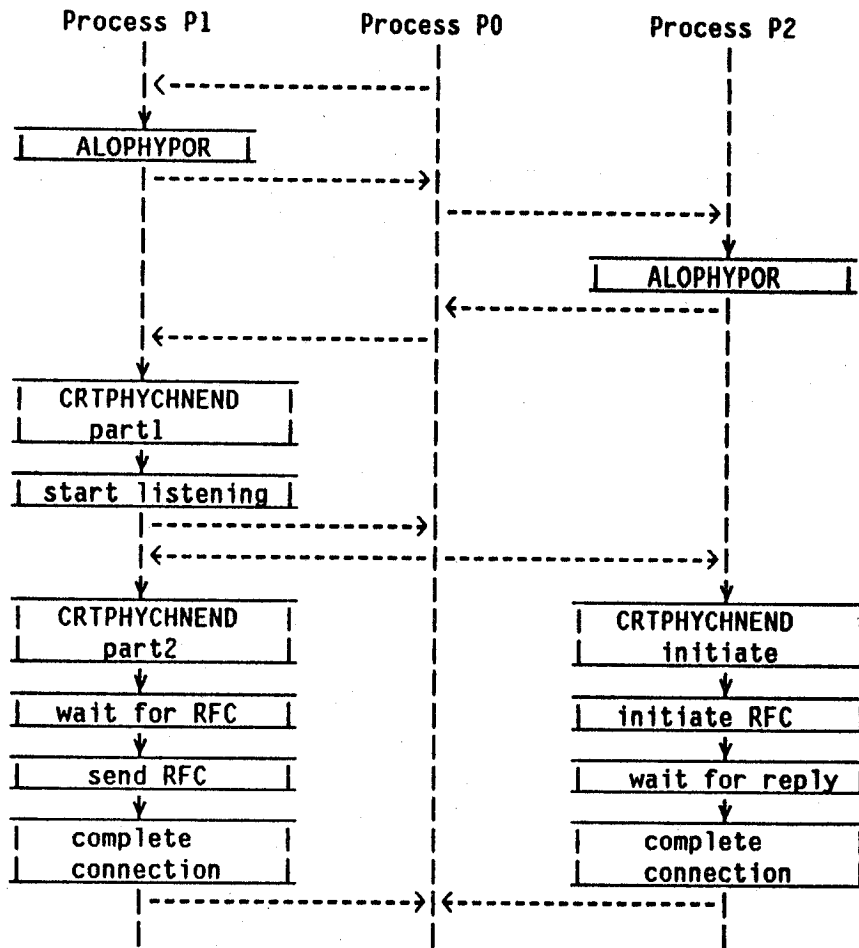 Process P1 Process P0 Process P2
ALOPHYPOR
ALOPHYPOR
CRTPHYCHNEND
part1
start listening
CRTPHYCHNEND CRTPHYCHNEND
part2 initiate
wait for RFC initiate RFC
send RFC wait for reply
complete complete
connection connection